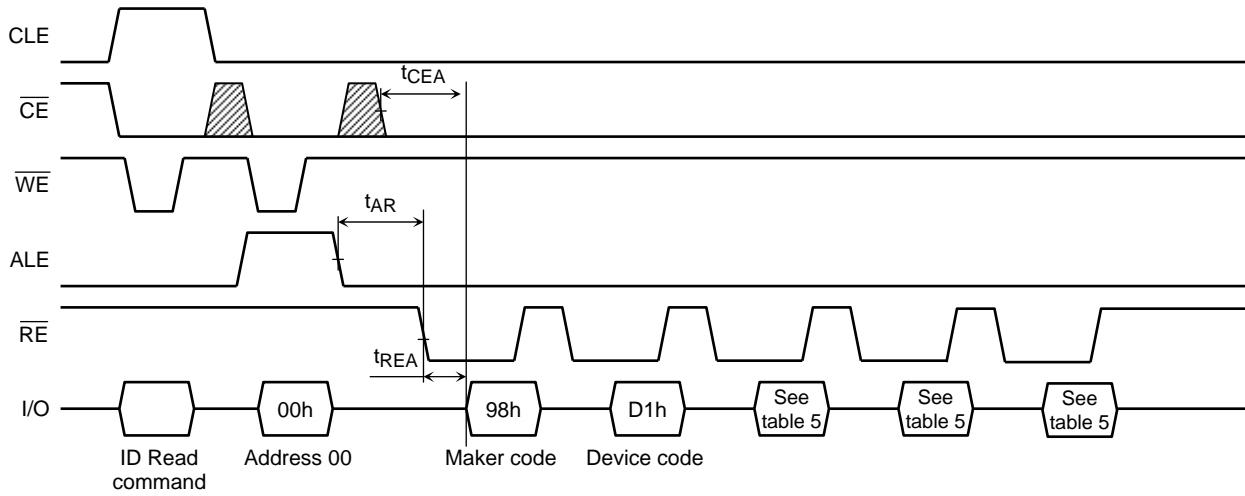 CLE
tCEA
CE
WE
tAR
ALE
RE
tREA
I/O
00h
98h
D1h
See
table 5
See
table 5
See
table 5
ID Read
command
Address 00
Maker code
Device code